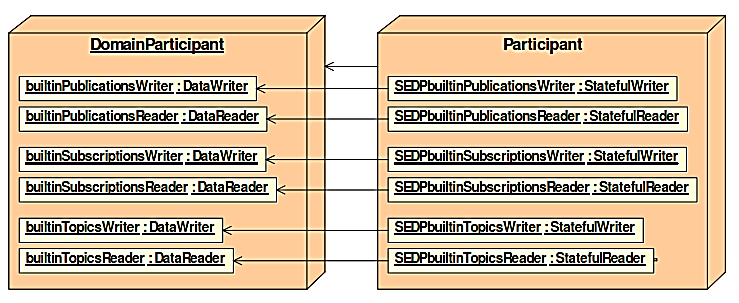 DomainParticipant
builtinPublicationsWriter : DataWriter
builtinPublicationsReader : DataReader
builtinSubscriptionsWriter : DataWriter
builtinSubscriptionsReader : DataReader
builtinTopicsWriter : DataWriter
builtinTopicsReader : DataReader
Participant
SEDPbuiltinPublicationsWriter : StatefulWriter
SEDPbuiltinPublicationsReader : StatefulReader
SEDPbuiltinSubscriptionsWriter : StatefulWriter
SEDPbuiltinSubscriptionsReader : StatefulReader
SEDPbuiltinTopicsWriter : StatefulWriter
SEDPbuiltinTopicsReader : StatefulReader